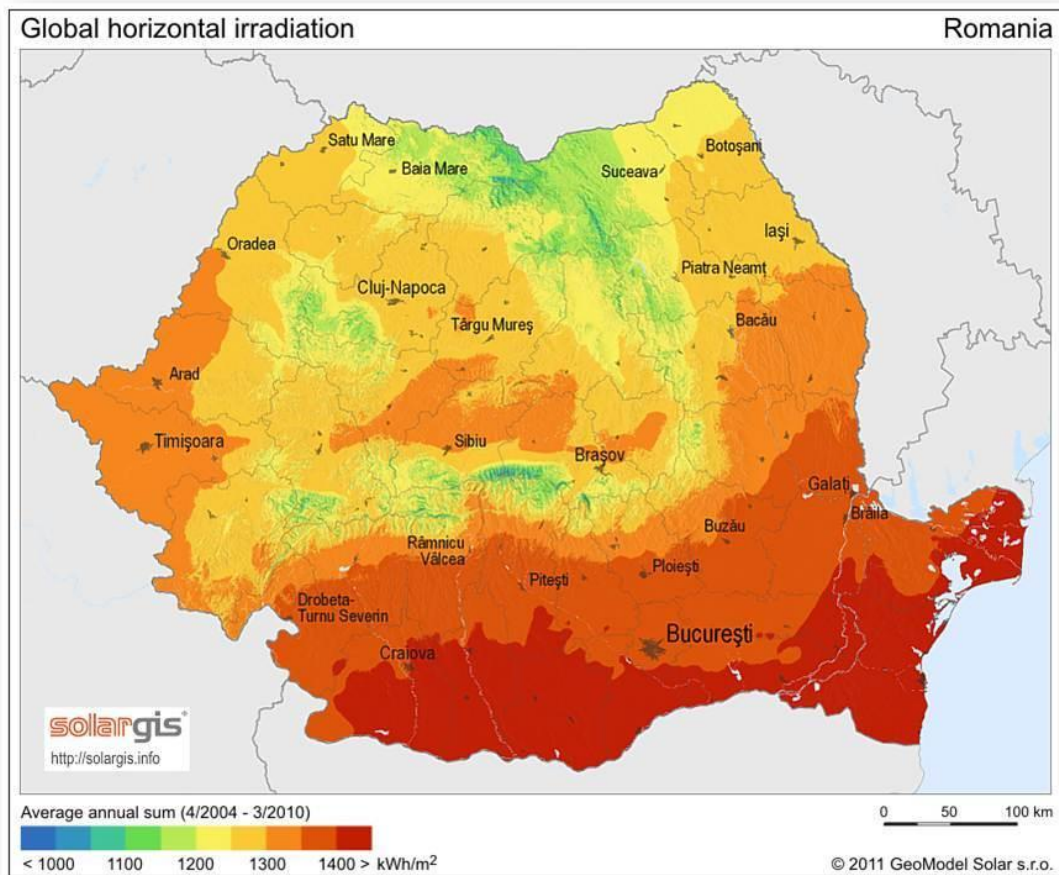 Global horizontal irradiation
Romania
Satu Mare
Baia Mare
Botoşani
Suceava
Iaşi
Oradea
Piatra Neamţ
Cluj-Napoca
Târgu Mureş
Bacău
Arad
Timişoara
Sibiu
Braşov
Galaţi
Brăila
Buzău
Râmnicu
Vâlcea
Ploieşti
Piteşti
Drobeta-
Turnu Severin
Bucureşti
Craiova
solargis
http://solargis.info
Average annual sum (4/2004 - 3/2010)
0 50 100 km
< 1000 1100 1200 1300 1400 > kWh/m²
© 2011 GeoModel Solar s.r.o.